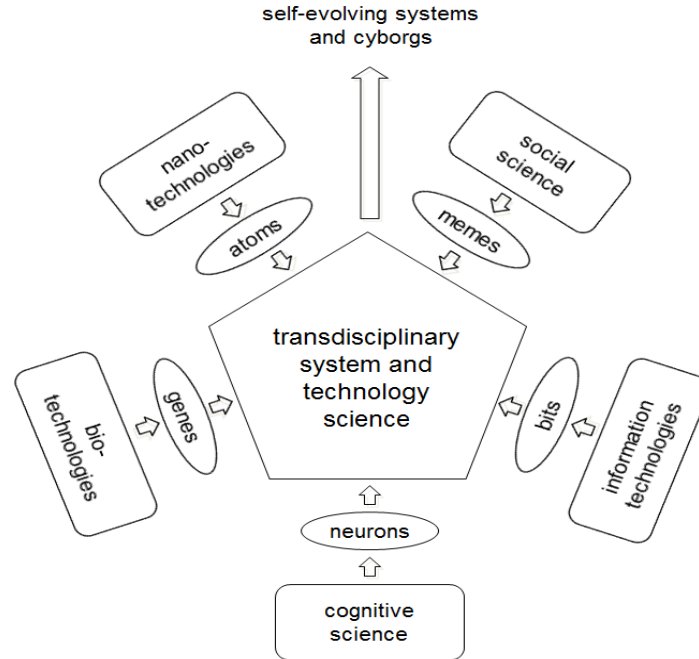 self-evolving systems
and cyborgs
nano-
technologies
atoms
social
science
memes
transdisciplinary
system and
technology
science
bio-
technologies
genes
bits
information
technologies
neurons
cognitive
science